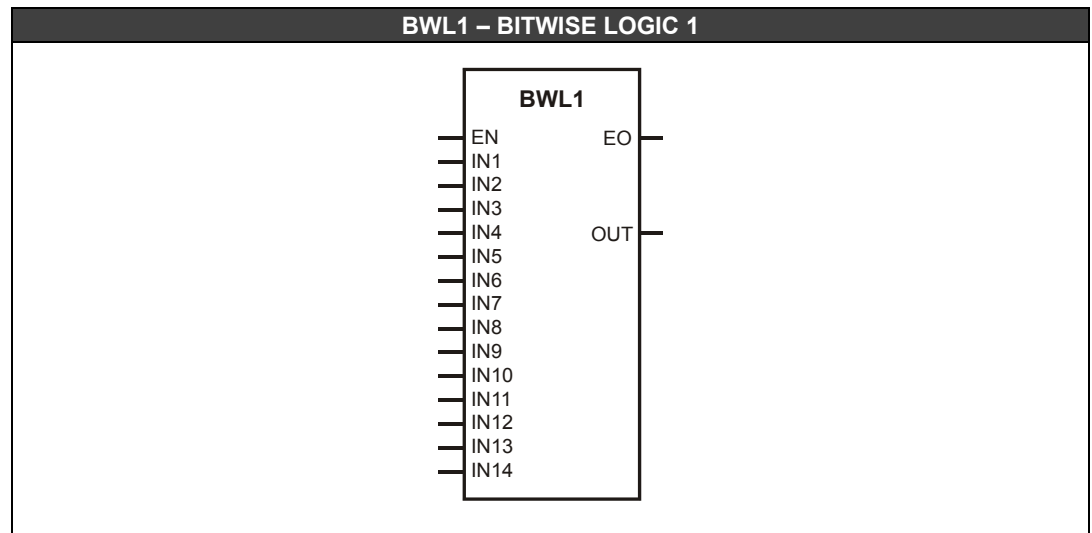 BWL1 – BITWISE LOGIC 1
BWL1
EN EO
IN1
IN2
IN3
IN4 OUT
IN5
IN6
IN7
IN8
IN9
IN10
IN11
IN12
IN13
IN14